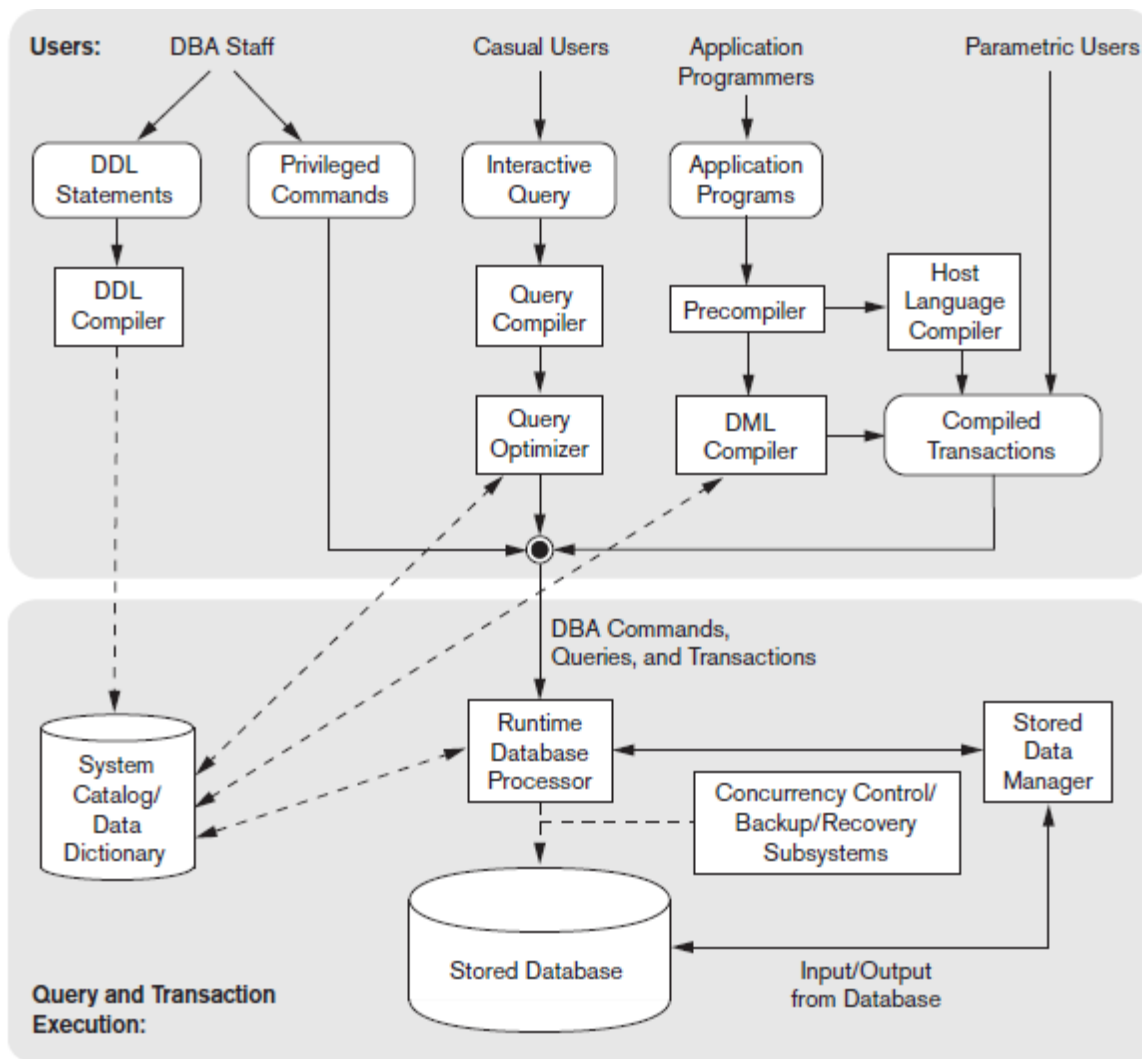 Users:
DBA Staff
Casual Users
Application
Programmers
Parametric Users
DDL
Statements
Privileged
Commands
Interactive
Query
Application
Programs
DDL
Compiler
Query
Compiler
Precompiler
Host
Language
Compiler
Query
Optimizer
DML
Compiler
Compiled
Transactions
DBA Commands,
Queries, and Transactions
System
Catalog/
Data
Dictionary
Runtime
Database
Processor
Stored
Data
Manager
Concurrency Control/
Backup/Recovery
Subsystems
Stored Database
Input/Output
from Database
Query and Transaction
Execution: